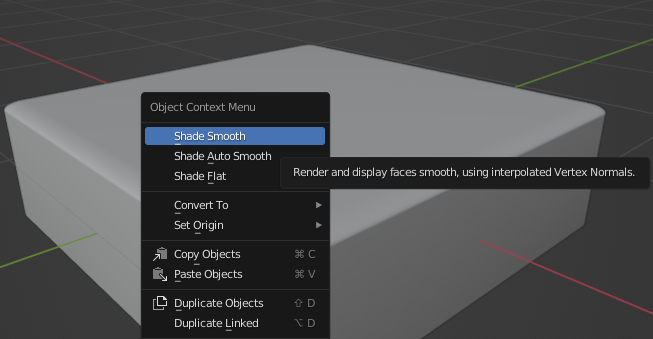 Object Context Menu
Shade Smooth
Shade Auto Smooth
Render and display faces smooth, using interpolated Vertex Normals.
Shade Flat
Convert To
Set Origin
Copy Objects ⌘ C
Paste Objects ⌘ V
Duplicate Objects ⇧ D
Duplicate Linked ⌥ D